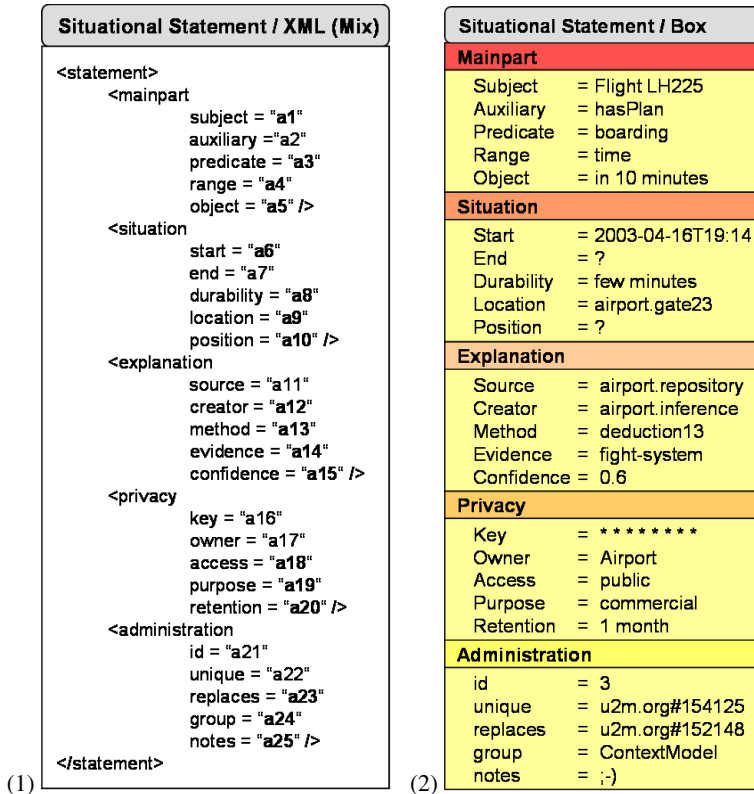 Situational Statement / XML (Mix)
<statement>
<mainpart
subject = "a1"
auxiliary ="a2"
predicate = "a3"
range = "a4"
object = "a5" />
<situation
start = "a6"
end = "a7"
durability = "a8"
location = "a9"
position = "a10" />
<explanation
source = "a11"
creator = "a12"
method = "a13"
evidence = "a14"
confidence = "a15" />
<privacy
key = "a16"
owner = "a17"
access = "a18"
purpose = "a19"
retention = "a20" />
<administration
id = "a21"
unique = "a22"
replaces = "a23"
group = "a24"
notes = "a25" />
</statement>
(1)
Situational Statement / Box
Mainpart
Subject = Flight LH225
Auxiliary = hasPlan
Predicate = boarding
Range = time
Object = in 10 minutes
Situation
Start = 2003-04-16T19:14
End = ?
Durability = few minutes
Location = airport.gate23
Position = ?
Explanation
Source = airport.repository
Creator = airport.inference
Method = deduction13
Evidence = fight-system
Confidence = 0.6
Privacy
Key = * * * * * * * *
Owner = Airport
Access = public
Purpose = commercial
Retention = 1 month
Administration
id = 3
unique = u2m.org#154125
replaces = u2m.org#152148
group = ContextModel
notes = ;-)
(2)